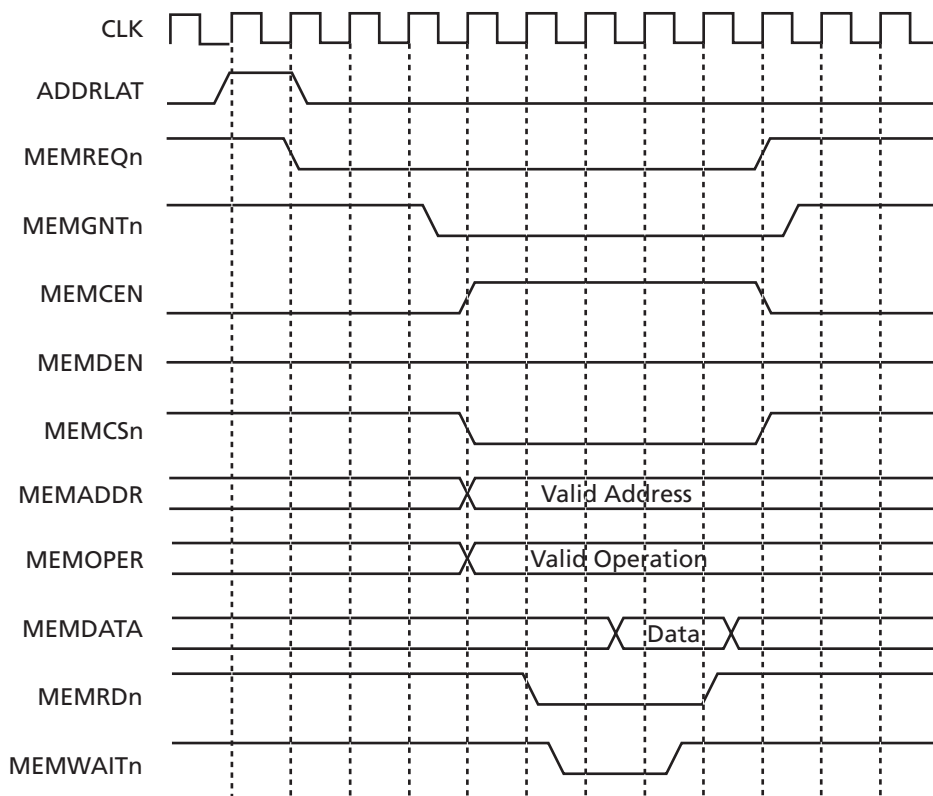 CLK
ADDRLAT
MEMREQn
MEMGNTn
MEMCEN
MEMDEN
MEMCSn
MEMADDR
Valid Address
MEMOPER
Valid Operation
MEMDATA
Data
MEMRDn
MEMWAITn